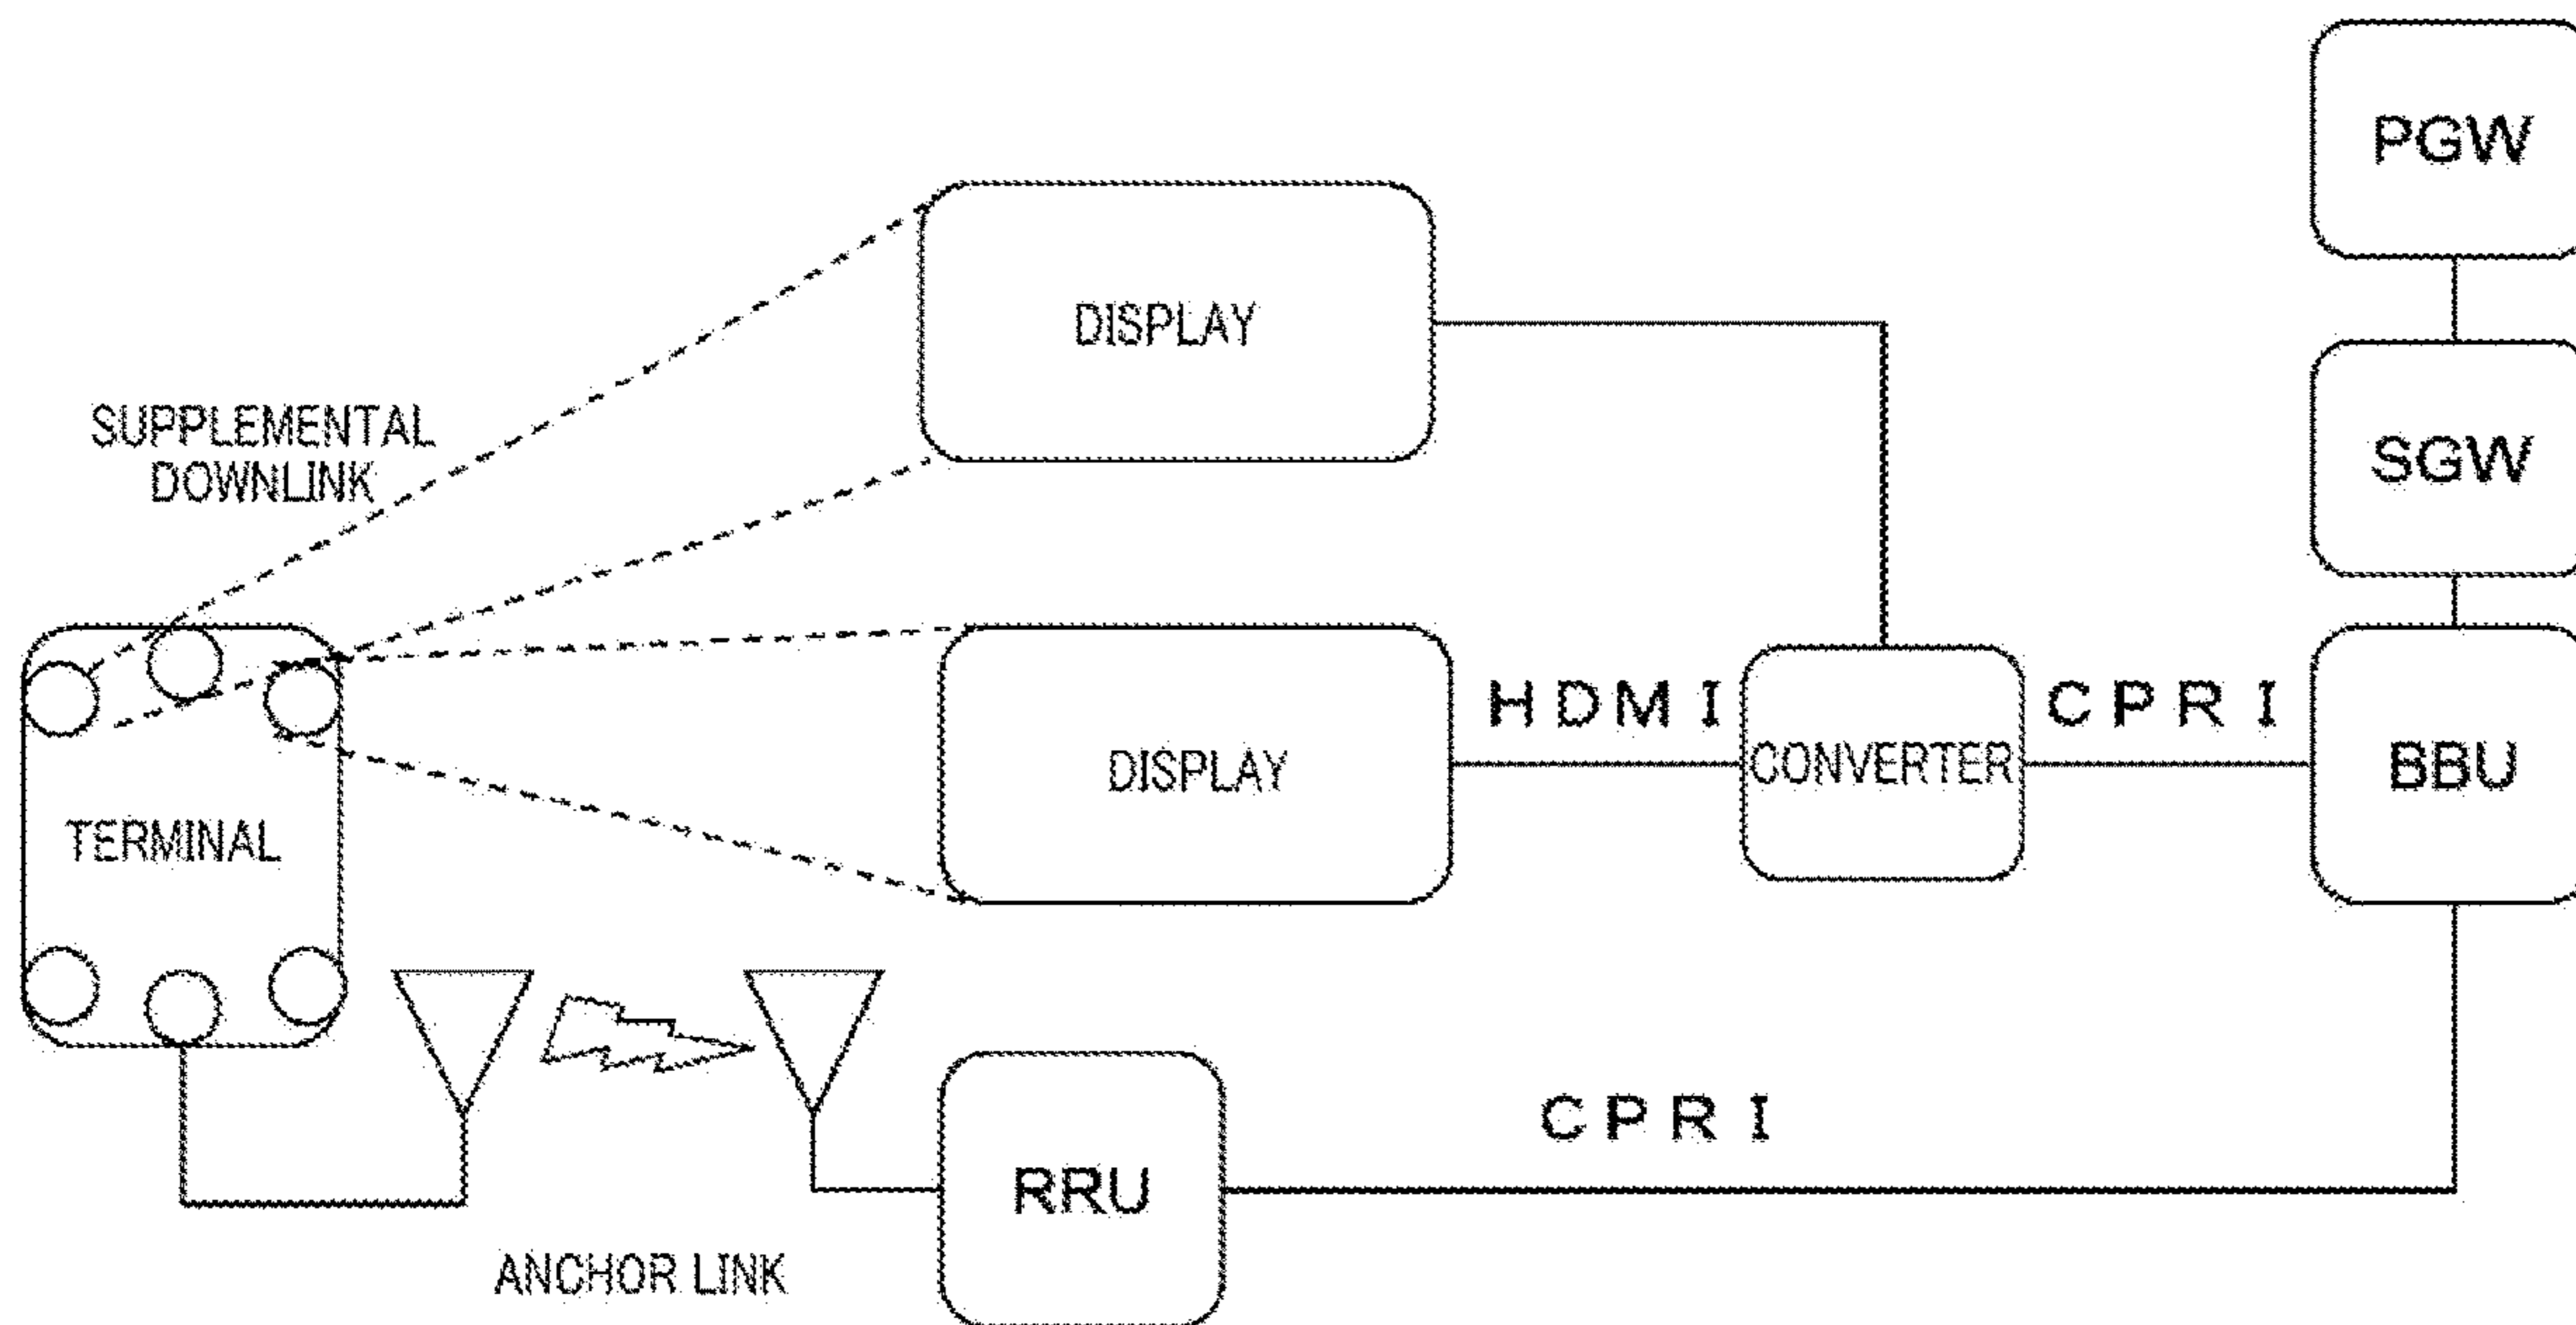 PGW
DISPLAY
SUPPLEMENTAL
DOWNLINK
SGW
HDMI
CPRI
DISPLAY
CONVERTER
BBU
TERMINAL
CPRI
RRU
ANCHOR LINK